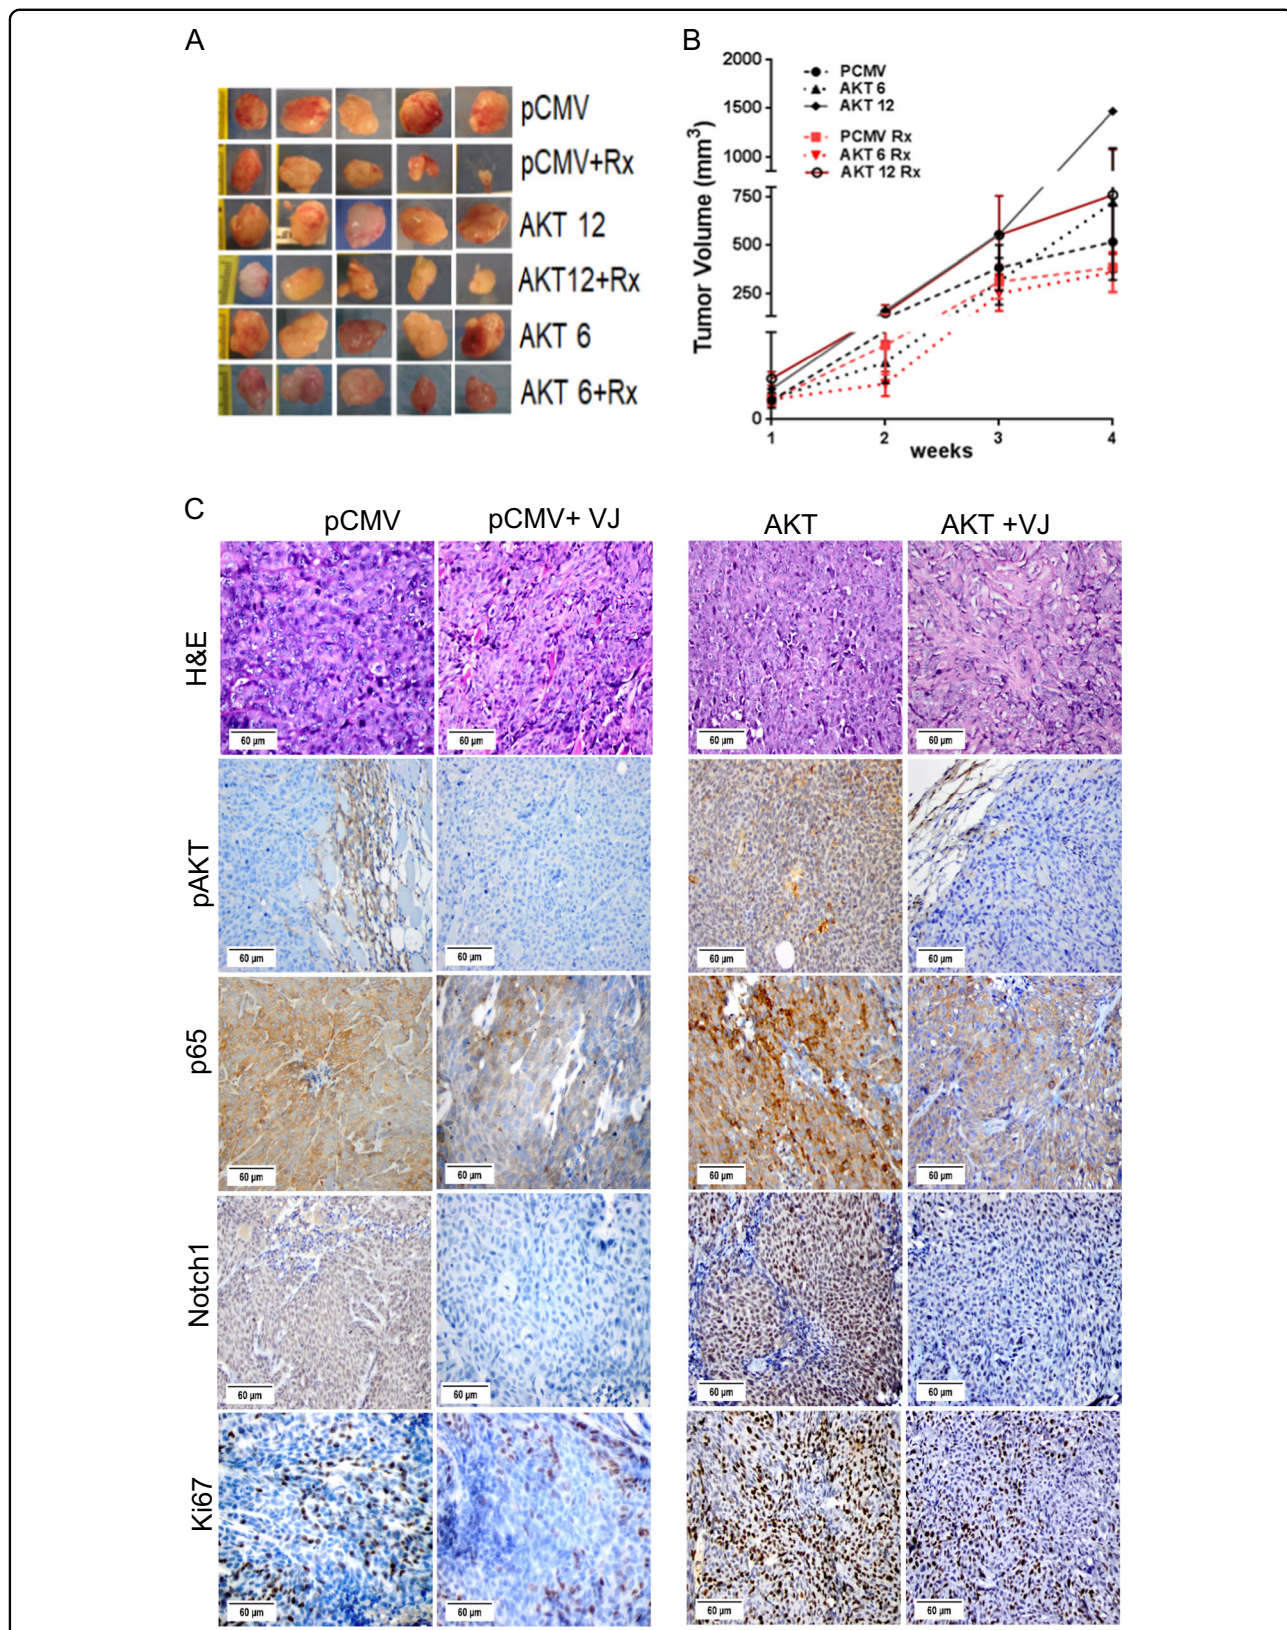 A
pCMV
pCMV+Rx
AKT 12
AKT12+Rx
AKT 6
AKT 6+Rx
B
Tumor Volume (mm³)
2000
1500
1000
750
500
250
0
PCMV
AKT 6
AKT 12
PCMV Rx
AKT 6 Rx
AKT 12 Rx
1 2 3 4
weeks
C
pCMV pCMV+ VJ AKT AKT +VJ
H&E
60 µm 60 µm 60 µm 60 µm
pAKT
60 µm 60 µm 60 µm 60 µm
p65
60 µm 60 µm 60 µm 60 µm
Notch1
60 µm 60 µm 60 µm 60 µm
Ki67
60 µm 60 µm 60 µm 60 µm